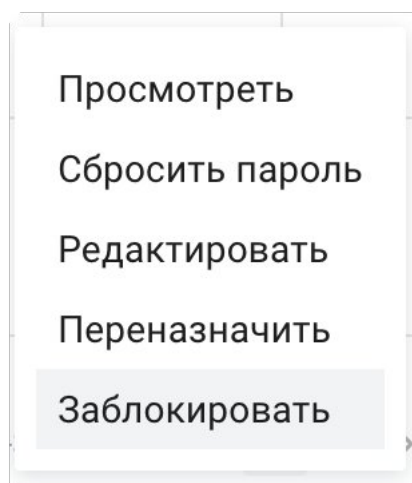 Просмотреть
Сбросить пароль
Редактировать
Переназначить
Заблокировать